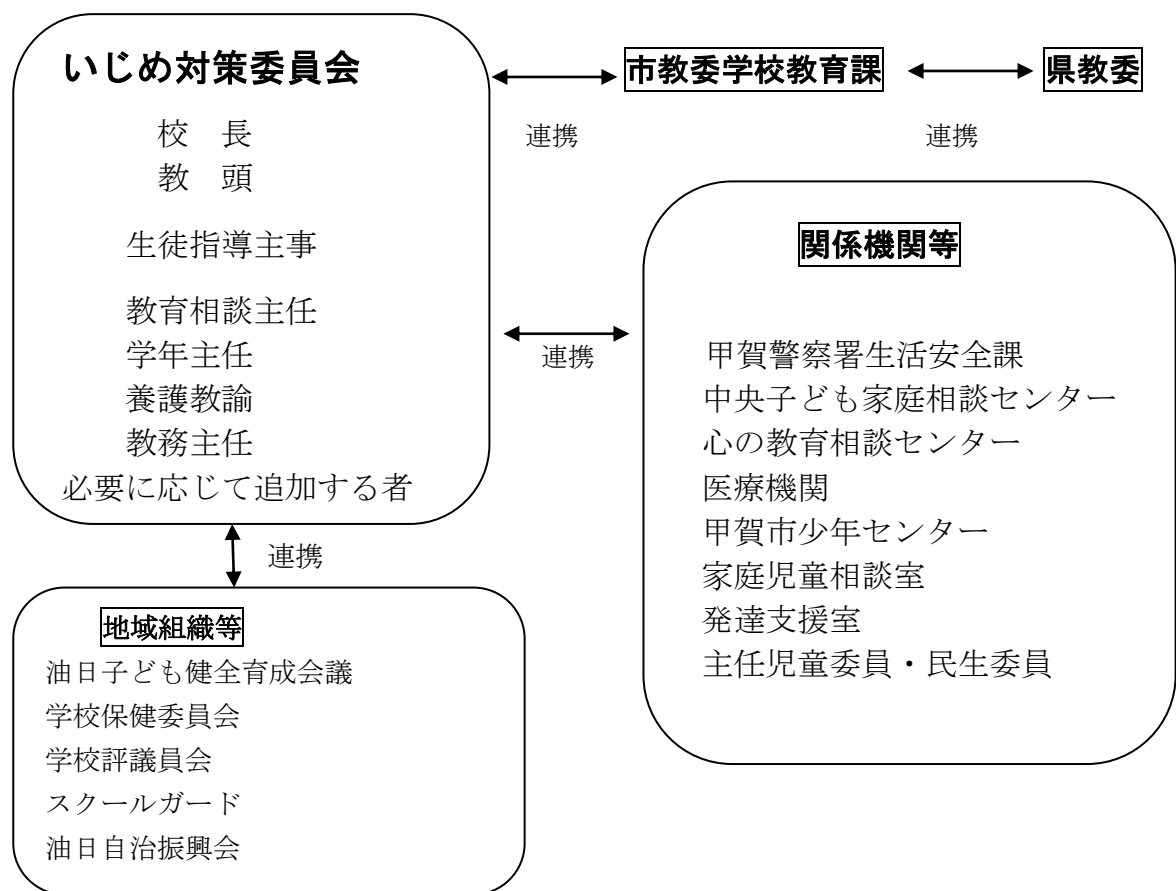 いじめ対策委員会
校　長
教　頭
生徒指導主事
教育相談主任
学年主任
養護教諭
教務主任
必要に応じて追加する者
連携
市教委学校教育課
連携
県教委
連携
関係機関等
甲賀警察署生活安全課
中央子ども家庭相談センター
心の教育相談センター
医療機関
甲賀市少年センター
家庭児童相談室
発達支援室
主任児童委員・民生委員
連携
地域組織等
油日子ども健全育成会議
学校保健委員会
学校評議員会
スクールガード
油日自治振興会